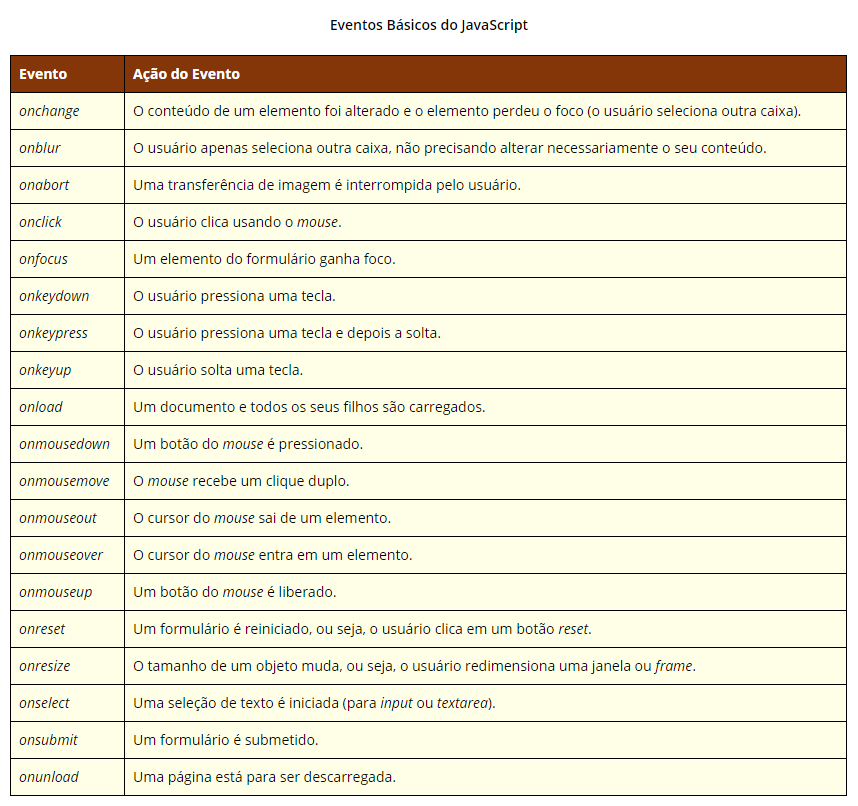 Eventos Básicos do JavaScript
Evento Ação do Evento
onchange O conteúdo de um elemento foi alterado e o elemento perdeu o foco (o usuário seleciona outra caixa).
onblur O usuário apenas seleciona outra caixa, não precisando alterar necessariamente o seu conteúdo.
onabort Uma transferência de imagem é interrompida pelo usuário.
onclick O usuário clica usando o mouse.
onfocus Um elemento do formulário ganha foco.
onkeydown O usuário pressiona uma tecla.
onkeypress O usuário pressiona uma tecla e depois a solta.
onkeyup O usuário solta uma tecla.
onload Um documento e todos os seus filhos são carregados.
onmousedown Um botão do mouse é pressionado.
onmousemove O mouse recebe um clique duplo.
onmouseout O cursor do mouse sai de um elemento.
onmouseover O cursor do mouse entra em um elemento.
onmouseup Um botão do mouse é liberado.
onreset Um formulário é reiniciado, ou seja, o usuário clica em um botão reset.
onresize O tamanho de um objeto muda, ou seja, o usuário redimensiona uma janela ou frame.
onselect Uma seleção de texto é iniciada (para input ou textarea).
onsubmit Um formulário é submetido.
onunload Uma página está para ser descarregada.